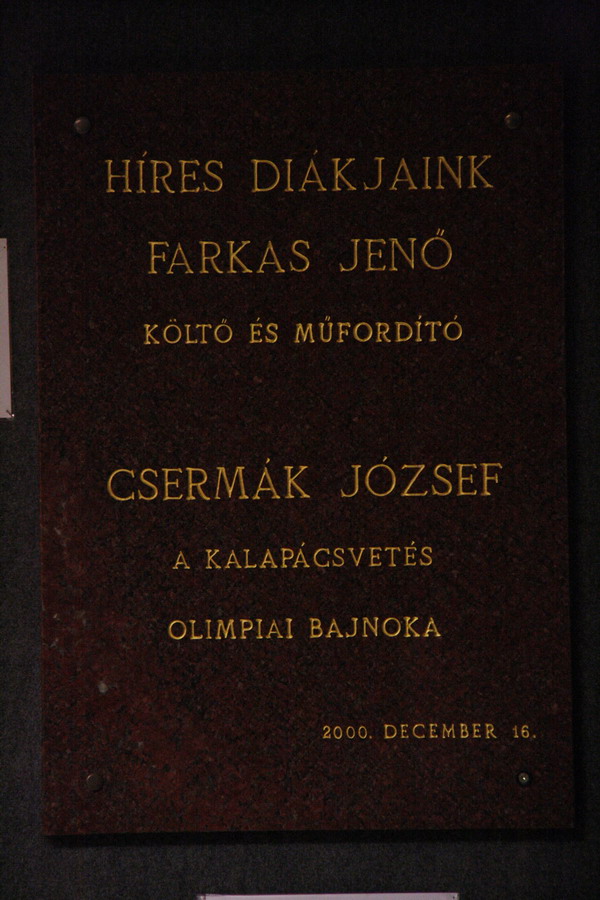 HÍRES DIÁKJAINK
FARKAS JENŐ
KÖLTŐ ÉS MŰFORDÍTÓ
CSERMÁK JÓZSEF
A KALAPÁCSVETÉS
OLIMPIAI BAJNOKA
2000. DECEMBER 16.